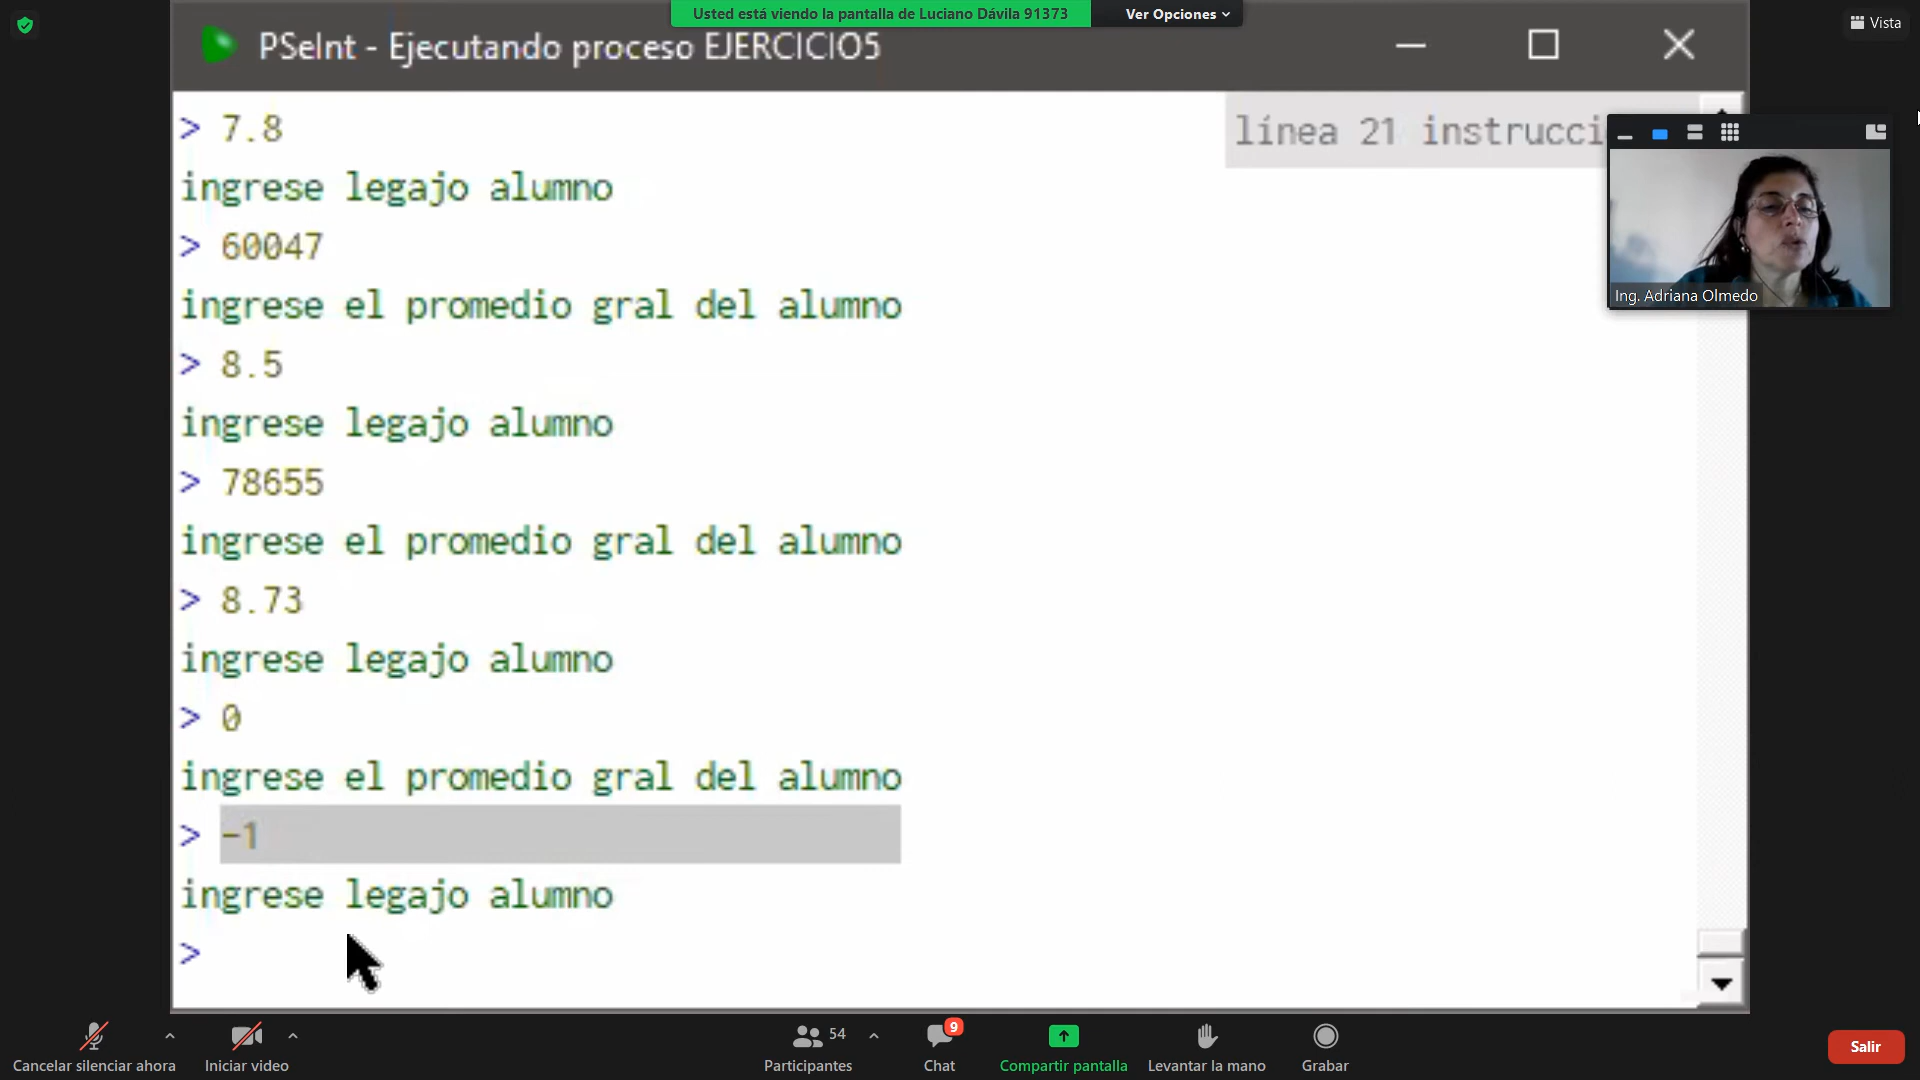 Usted está viendo la pantalla de Luciano Dávila 91373
Ver Opciones
Vista
PSeInt - Ejecutando proceso EJERCICIO5
> 7.8
línea 21 instrucci
ingrese legajo alumno
> 60047
ingrese el promedio gral del alumno
> 8.5
ingrese legajo alumno
> 78655
ingrese el promedio gral del alumno
> 8.73
ingrese legajo alumno
> 0
ingrese el promedio gral del alumno
> -1
ingrese legajo alumno
>
Ing. Adriana Olmedo
Cancelar silenciar ahora
Iniciar video
54
Participantes
9
Chat
Compartir pantalla
Levantar la mano
Grabar
Salir